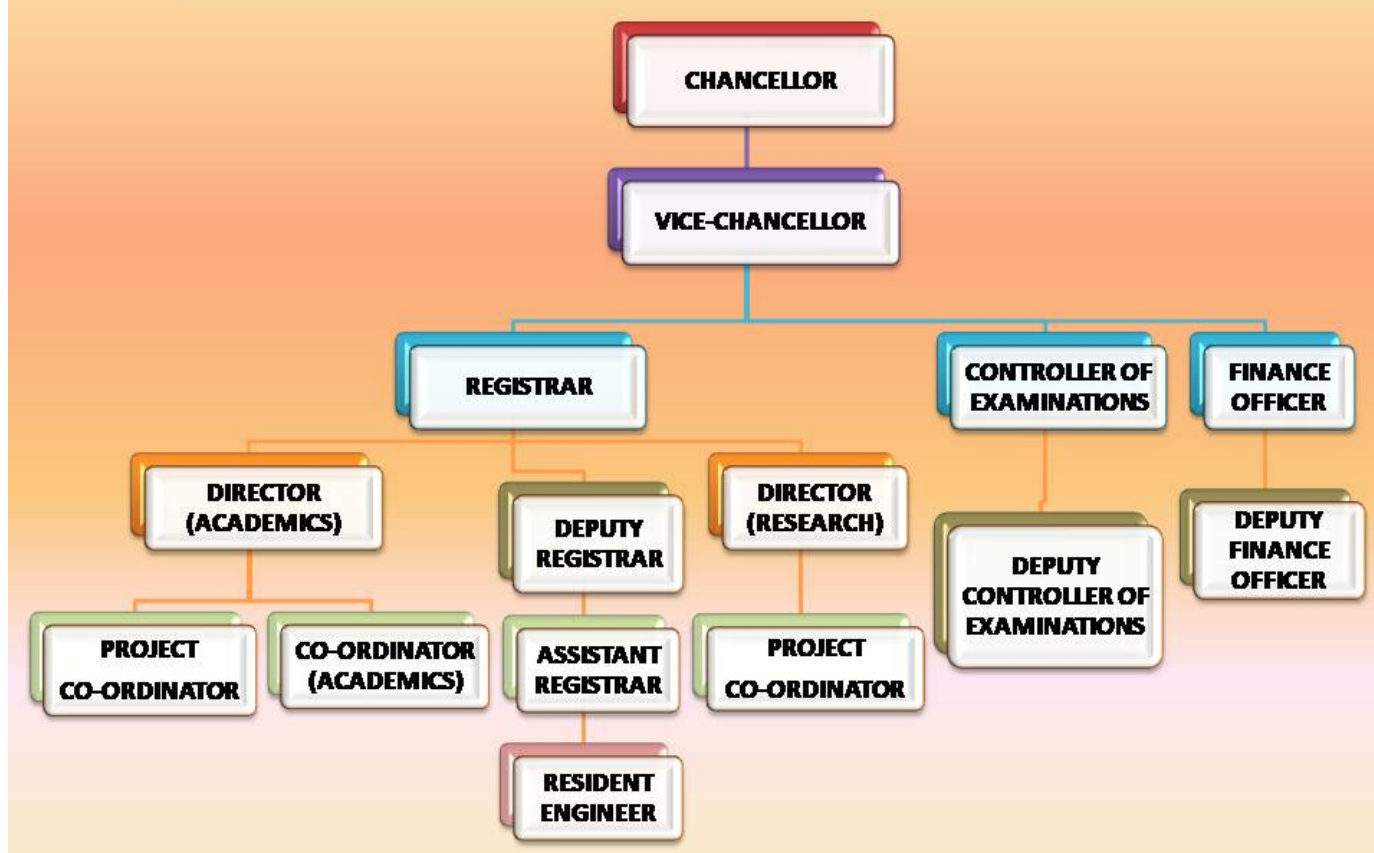 CHANCELLOR
VICE-CHANCELLOR
REGISTRAR
CONTROLLER OF
EXAMINATIONS
FINANCE
OFFICER
DIRECTOR
(ACADEMICS)
DEPUTY
REGISTRAR
DIRECTOR
(RESEARCH)
DEPUTY
CONTROLLER OF
EXAMINATIONS
DEPUTY
FINANCE
OFFICER
PROJECT
CO-ORDINATOR
CO-ORDINATOR
(ACADEMICS)
ASSISTANT
REGISTRAR
PROJECT
CO-ORDINATOR
RESIDENT
ENGINEER